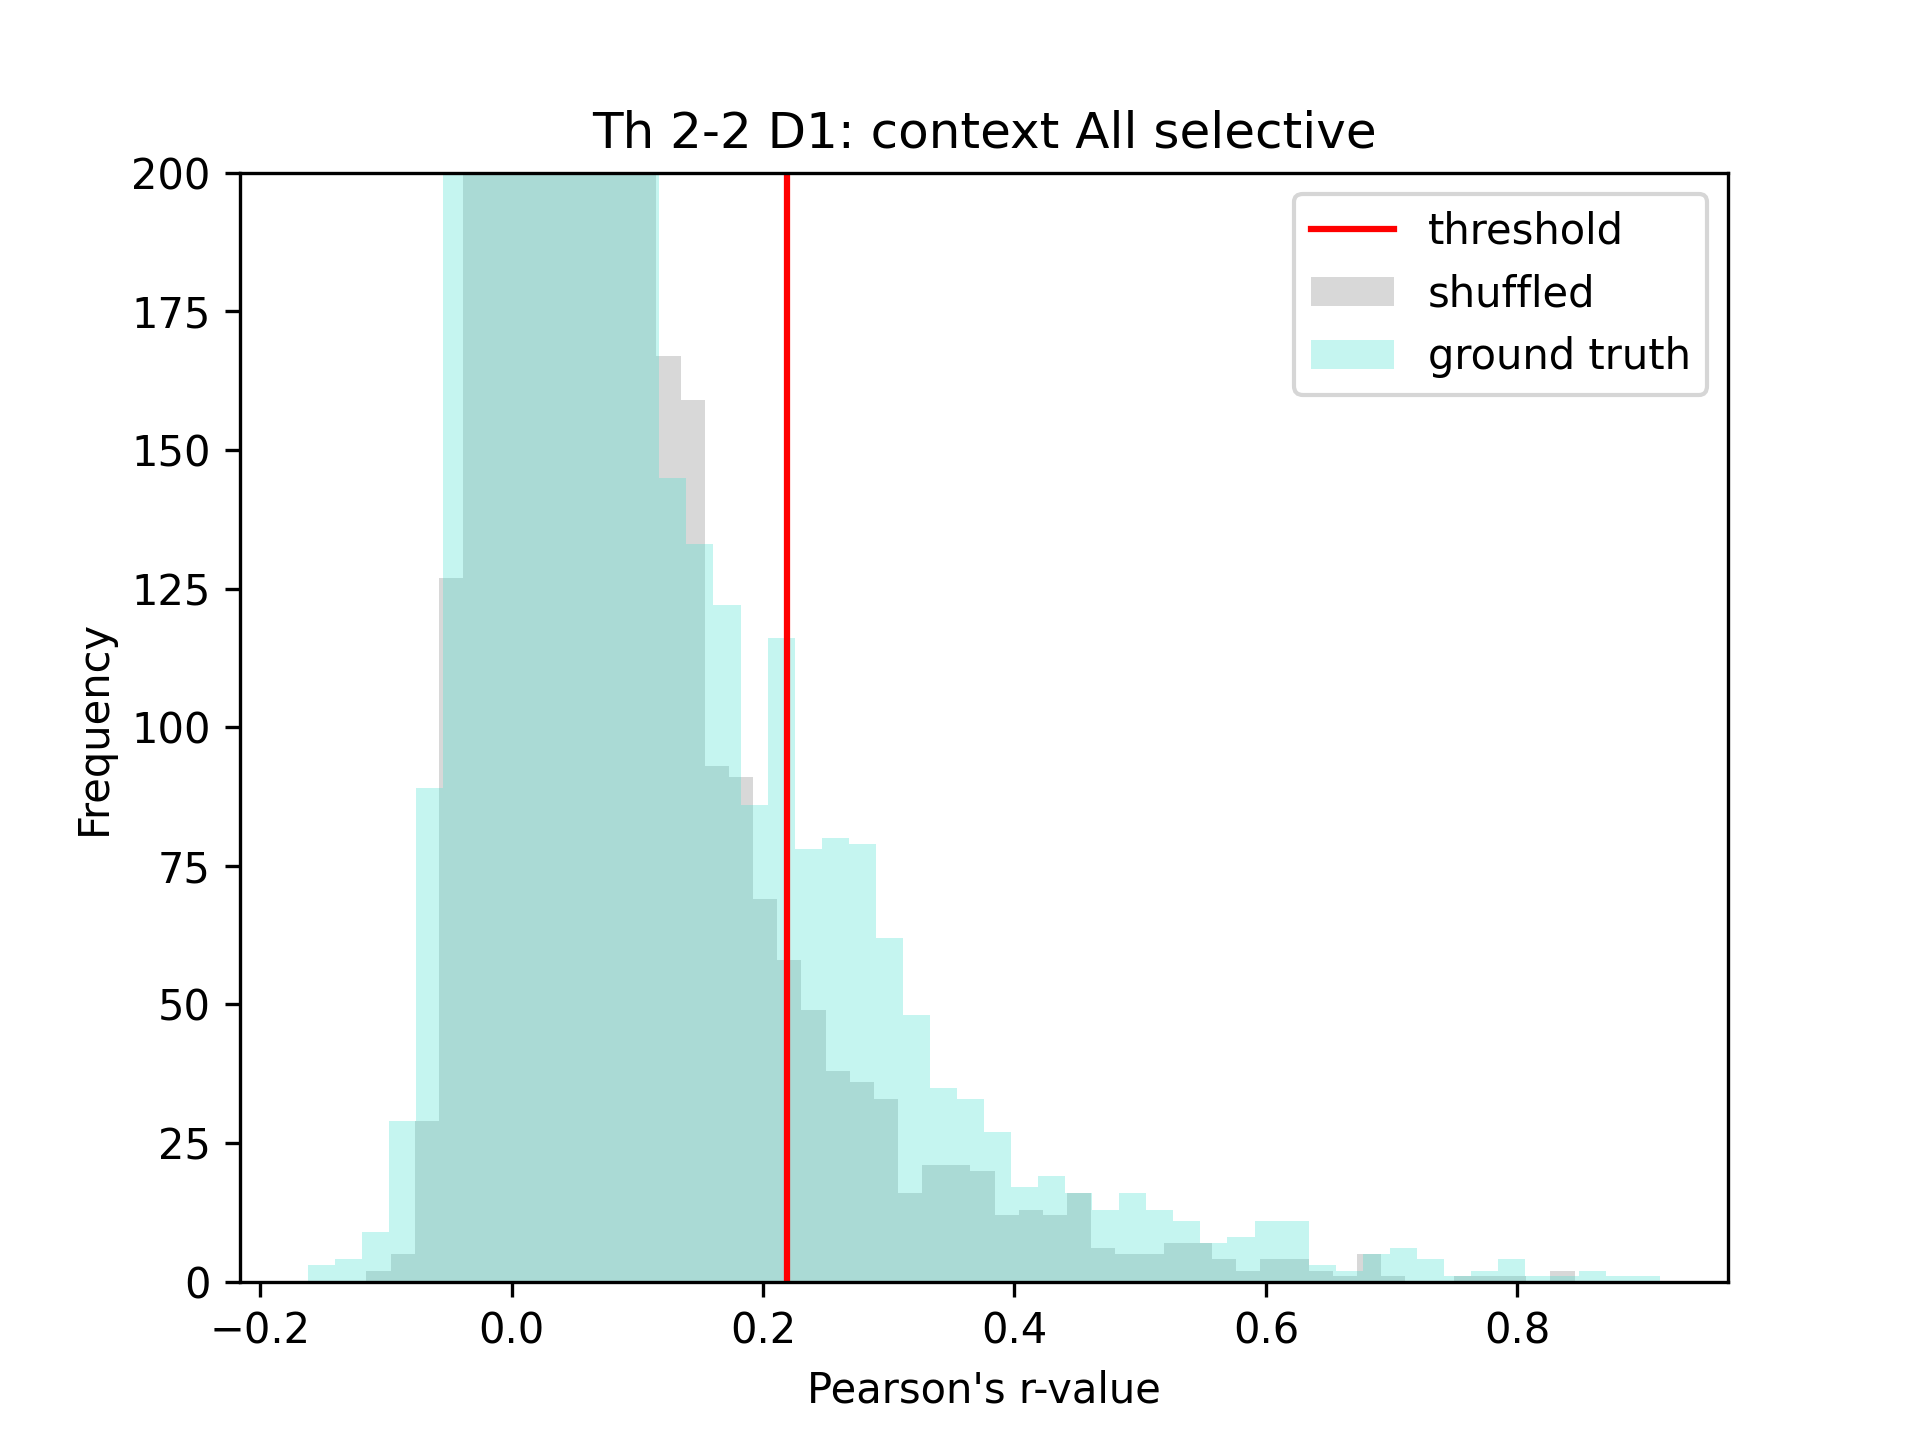 Th 2-2 D1: context All selective
200
175
150
125
100
75
50
25
0
Frequency
threshold
shuffled
ground truth
−0.2
0.0
0.2
0.4
0.6
0.8
Pearson's r-value